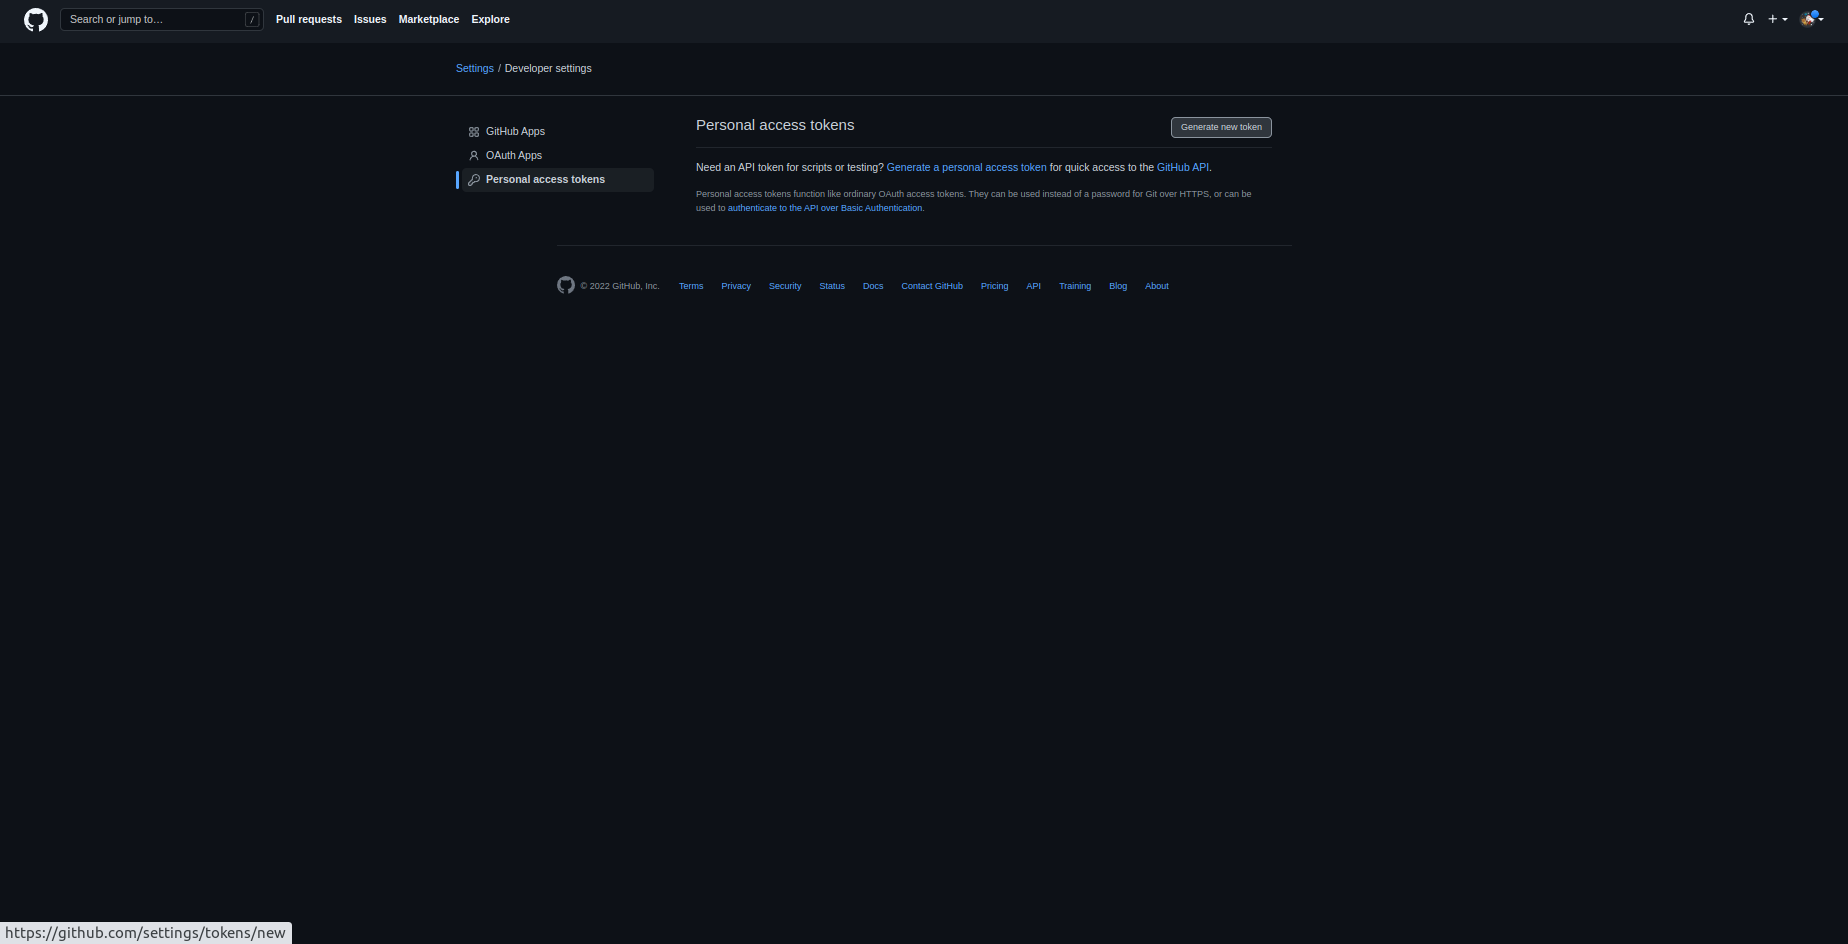 Search or jump to… /
Pull requests Issues Marketplace Explore
Settings / Developer settings
GitHub Apps
OAuth Apps
Personal access tokens
Personal access tokens
Generate new token
Need an API token for scripts or testing? Generate a personal access token for quick access to the GitHub API.
Personal access tokens function like ordinary OAuth access tokens. They can be used instead of a password for Git over HTTPS, or can be
used to authenticate to the API over Basic Authentication.
© 2022 GitHub, Inc. Terms Privacy Security Status Docs Contact GitHub Pricing API Training Blog About
https://github.com/settings/tokens/new